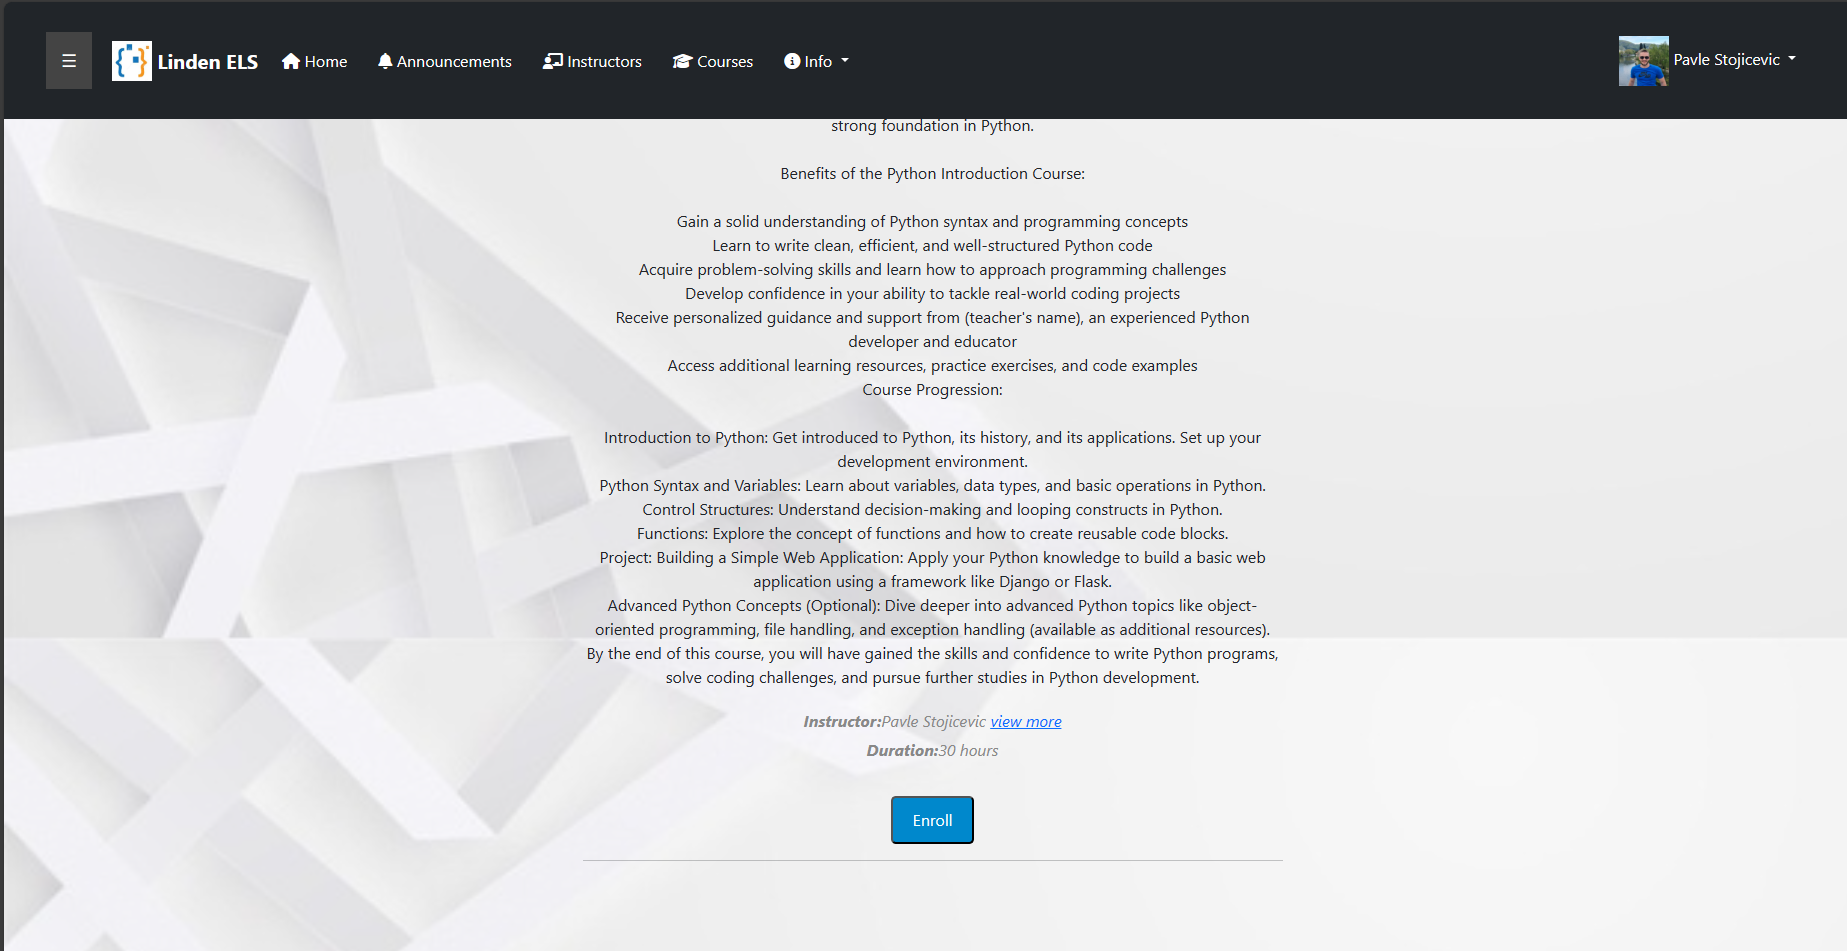 ☰ Linden ELS Home Announcements Instructors Courses Info Pavle Stojicevic
strong foundation in Python.
Benefits of the Python Introduction Course:
Gain a solid understanding of Python syntax and programming concepts
Learn to write clean, efficient, and well-structured Python code
Acquire problem-solving skills and learn how to approach programming challenges
Develop confidence in your ability to tackle real-world coding projects
Receive personalized guidance and support from (teacher's name), an experienced Python
developer and educator
Access additional learning resources, practice exercises, and code examples
Course Progression:
Introduction to Python: Get introduced to Python, its history, and its applications. Set up your
development environment.
Python Syntax and Variables: Learn about variables, data types, and basic operations in Python.
Control Structures: Understand decision-making and looping constructs in Python.
Functions: Explore the concept of functions and how to create reusable code blocks.
Project: Building a Simple Web Application: Apply your Python knowledge to build a basic web
application using a framework like Django or Flask.
Advanced Python Concepts (Optional): Dive deeper into advanced Python topics like object-
oriented programming, file handling, and exception handling (available as additional resources).
By the end of this course, you will have gained the skills and confidence to write Python programs,
solve coding challenges, and pursue further studies in Python development.
Instructor:Pavle Stojicevic view more
Duration:30 hours
Enroll